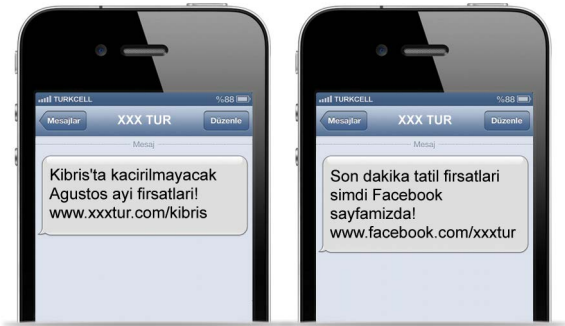 TURKCELL %88
Mesajlar XXX TUR Düzenle
Mesaj
Kibris'ta kacirilmayacak
Agustos ayi firsatlari!
www.xxxtur.com/kibris
TURKCELL %88
Mesajlar XXX TUR Düzenle
Mesaj
Son dakika tatil firsatlari
simdi Facebook
sayfamizda!
www.facebook.com/xxxtur